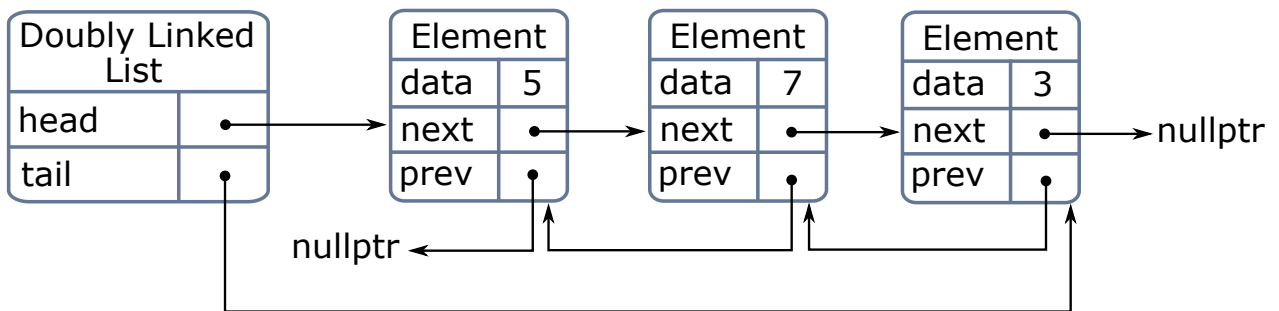 Doubly Linked
List
head
tail
Element
data 5
next
prev
Element
data 7
next
prev
Element
data 3
next
prev
nullptr
nullptr